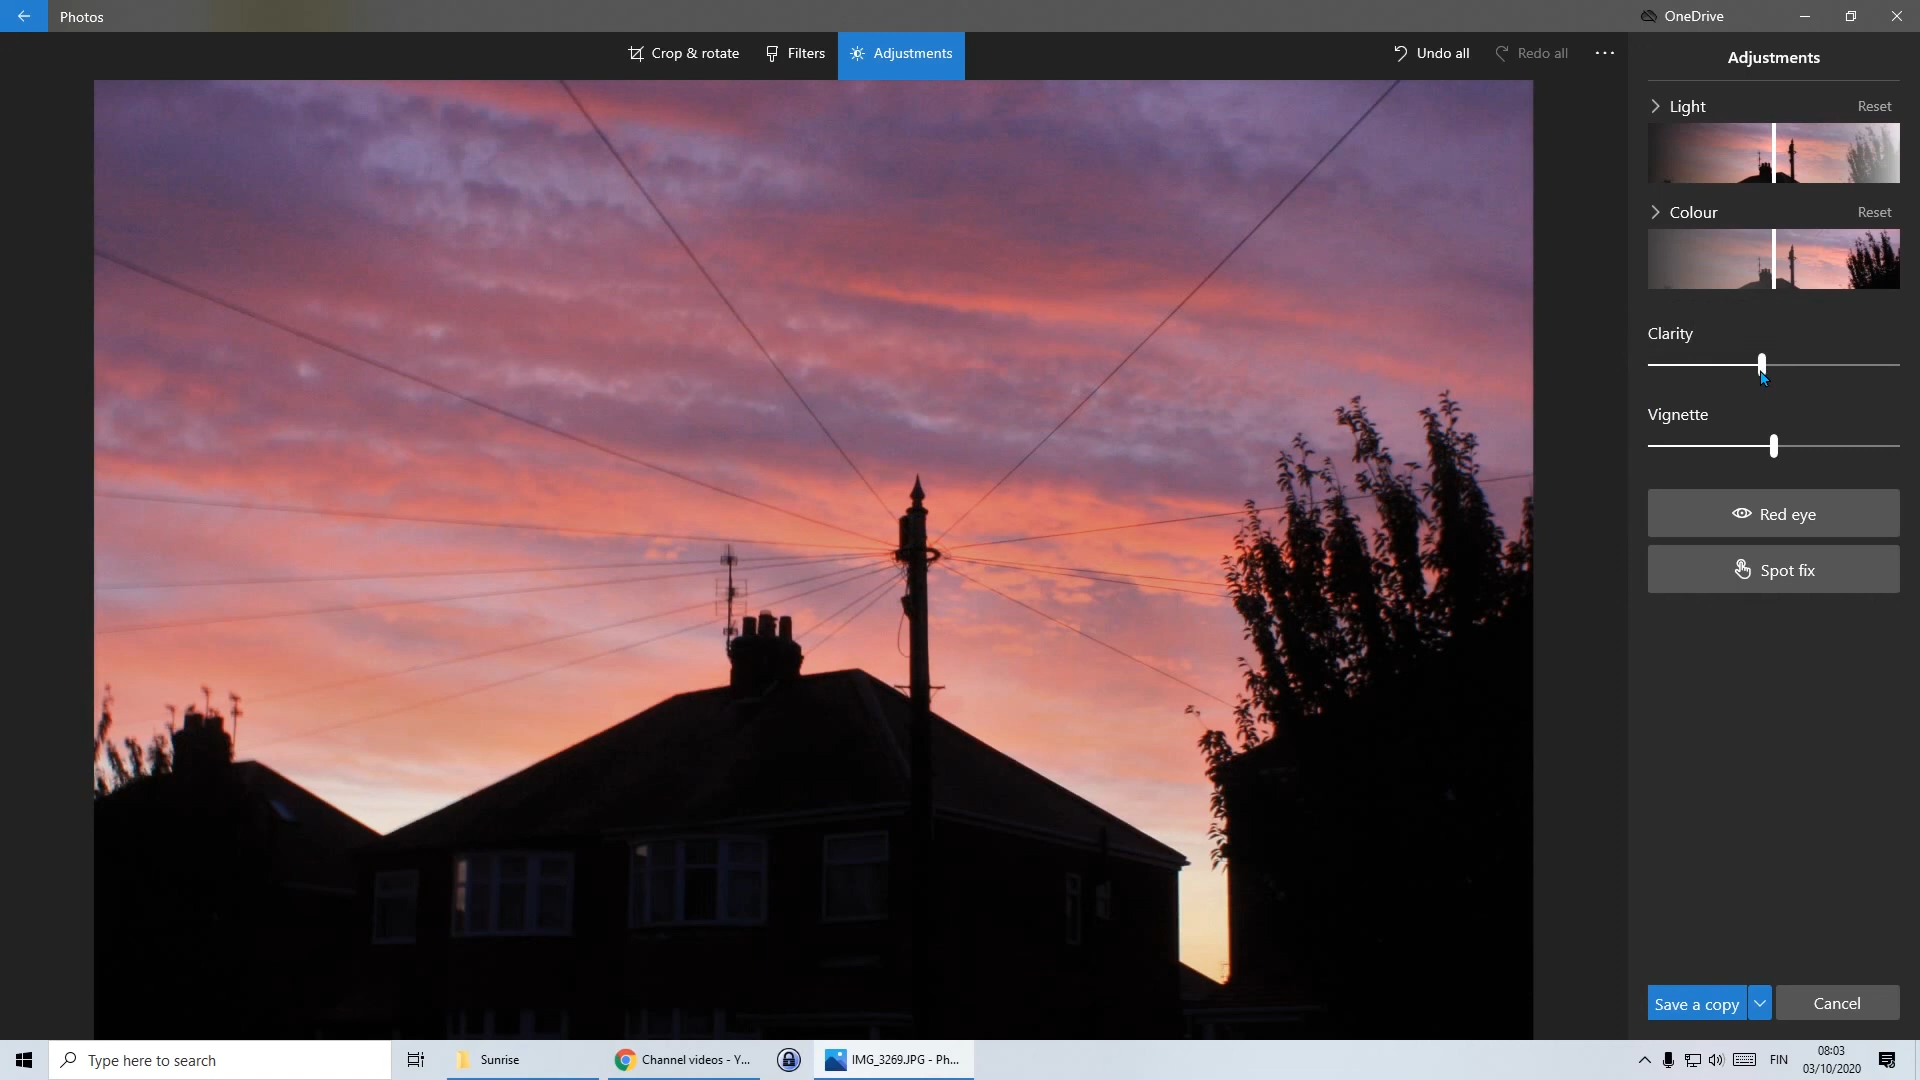 Photos
OneDrive
Crop & rotate
Filters
Adjustments
Undo all
Redo all
Adjustments
Light
Reset
Colour
Reset
Clarity
Vignette
Red eye
Spot fix
Save a copy
Cancel
Type here to search
Sunrise
Channel videos - Y...
IMG_3269.JPG - Ph...
FIN
08:03
03/10/2020